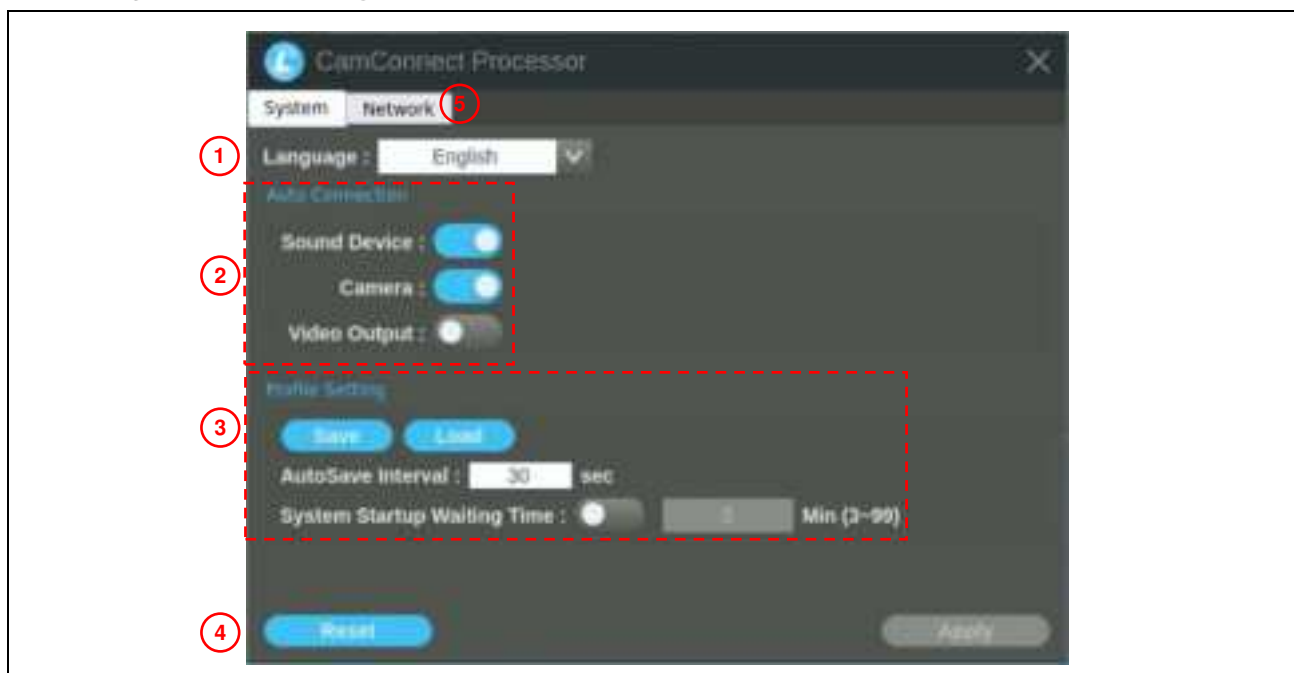 CamConnect Processor
System Network 5
1 Language : English
Auto Connection
Sound Device :
2
Camera :
Video Output :
Profile Setting
3 Save Load
AutoSave Interval : 30 sec
System Startup Waiting Time : Min (3~99)
4 Reset Apply